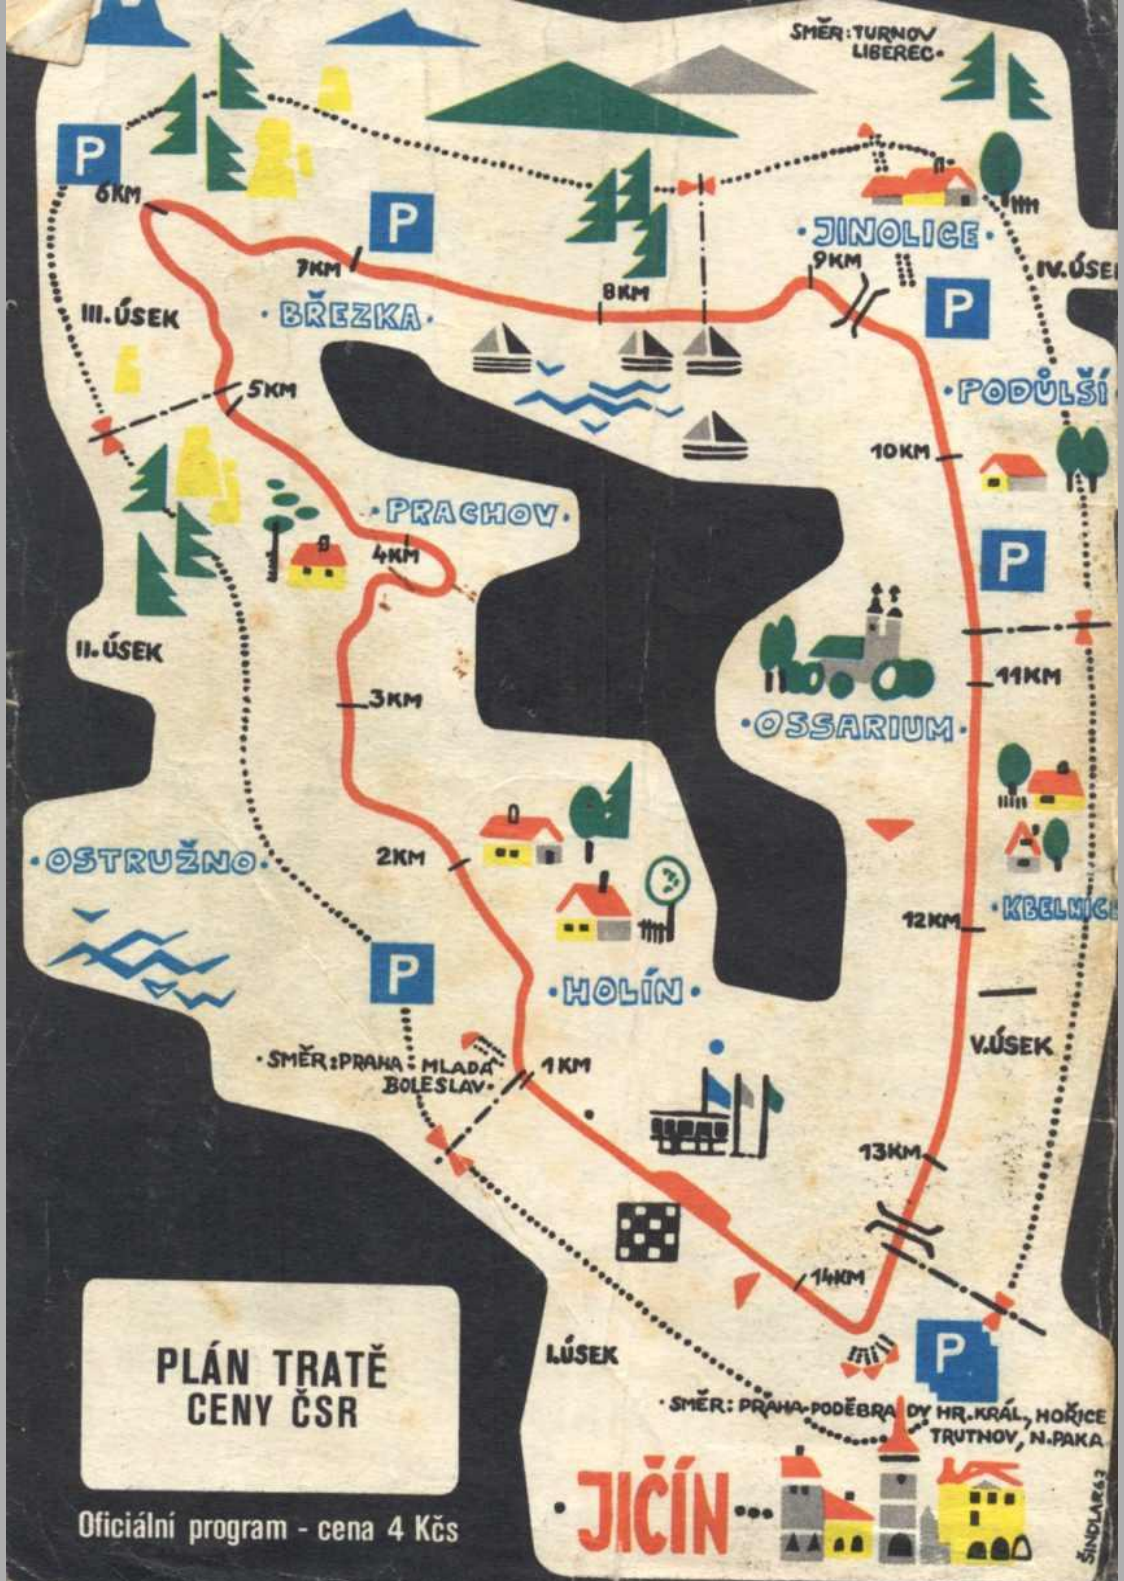 SMĚR: TURNOV
LIBEREC·
P
6KM
P
·JINOLICE·
7KM
8KM
9KM
IV. ÚSE
P
III. ÚSEK
·BŘEZKA·
5KM
·PODŮLŠÍ
10KM
·PRACHOV·
4KM
P
II. ÚSEK
3KM
11KM
·OSSARIUM·
2KM
·OSTRUŽNO·
12KM
·KBELNICE
P
·HOLÍN·
·SMĚR: PRAHA· MLADÁ
BOLESLAV·
1KM
V. ÚSEK
13KM
14KM
I. ÚSEK
P
·SMĚR: PRAHA-PODĚBRADY HR. KRÁL, HOŘICE
TRUTNOV, N. PAKA
PLÁN TRATĚ
CENY ČSR
Oficiální program - cena 4 Kčs
·JIČÍN···
ŠINDLAR 67